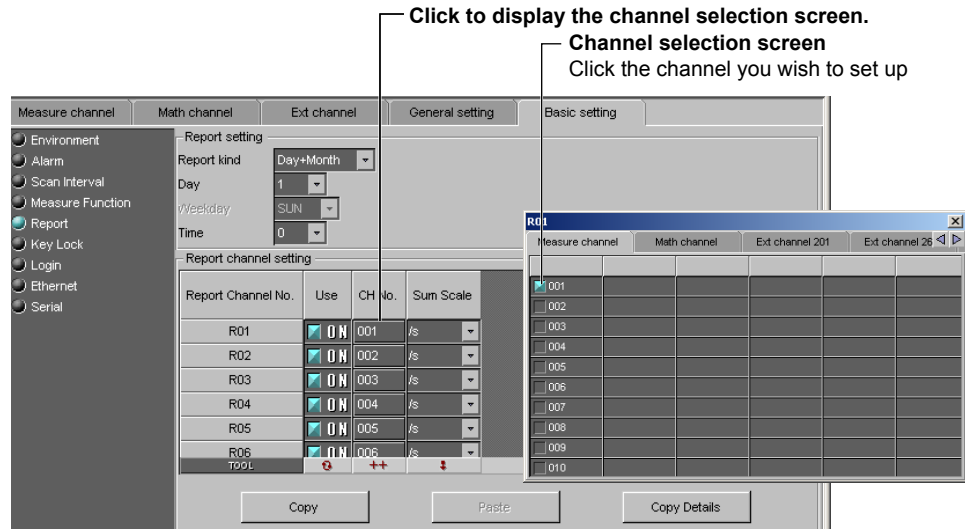 Click to display the channel selection screen.
Channel selection screen
Click the channel you wish to set up
Measure channel
Math channel
Ext channel
General setting
Basic setting
Environment
Alarm
Scan Interval
Measure Function
Report
Key Lock
Login
Ethernet
Serial
Report setting
Report kind Day+Month
Day 1
Weekday SUN
Time 0
Report channel setting
Report Channel No. Use CH No. Sum Scale
R01 ON 001 /s
R02 ON 002 /s
R03 ON 003 /s
R04 ON 004 /s
R05 ON 005 /s
R06 ON 006 /s
TOOL
Copy Paste Copy Details
R01
Measure channel Math channel Ext channel 201 Ext channel 26
001
002
003
004
005
006
007
008
009
010